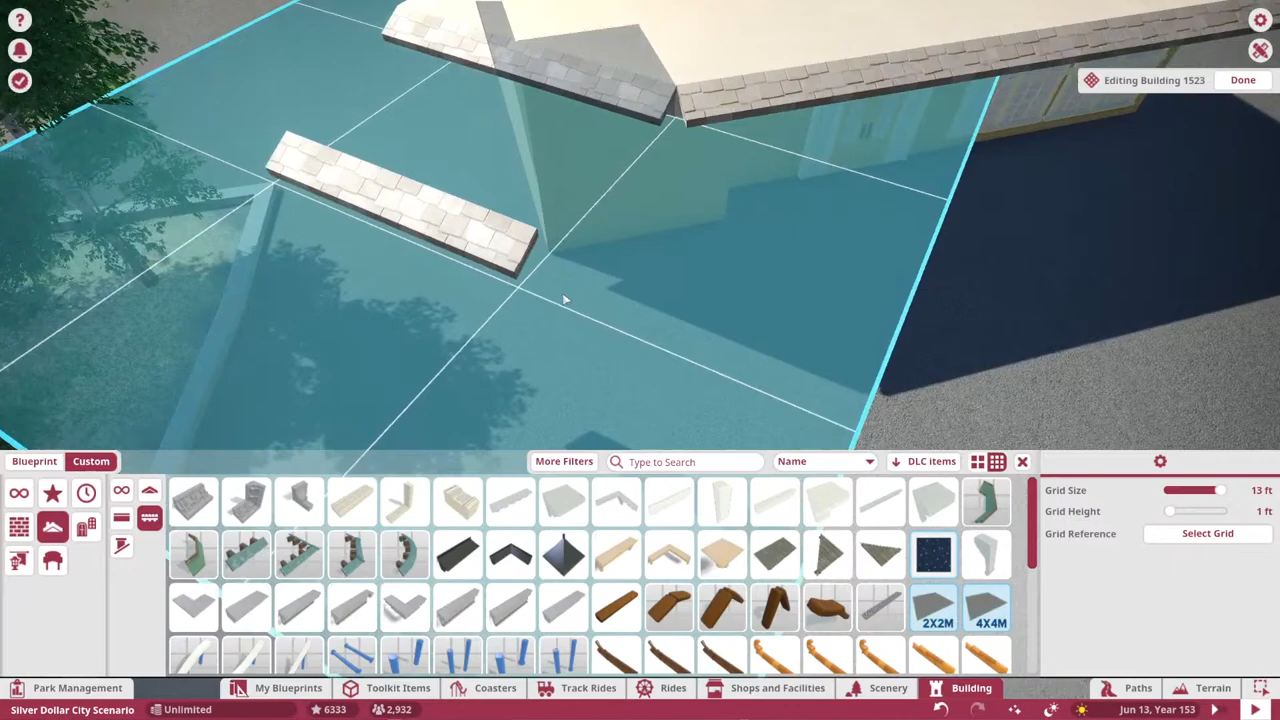 ?
Editing Building 1523
Done
Blueprint
Custom
More Filters
Type to Search
Name
DLC items
Grid Size
13 ft
Grid Height
1 ft
Grid Reference
Select Grid
2X2M
4X4M
Park Management
My Blueprints
Toolkit Items
Coasters
Track Rides
Rides
Shops and Facilities
Scenery
Building
Paths
Terrain
Silver Dollar City Scenario
Unlimited
6333
2,932
Jun 13, Year 153